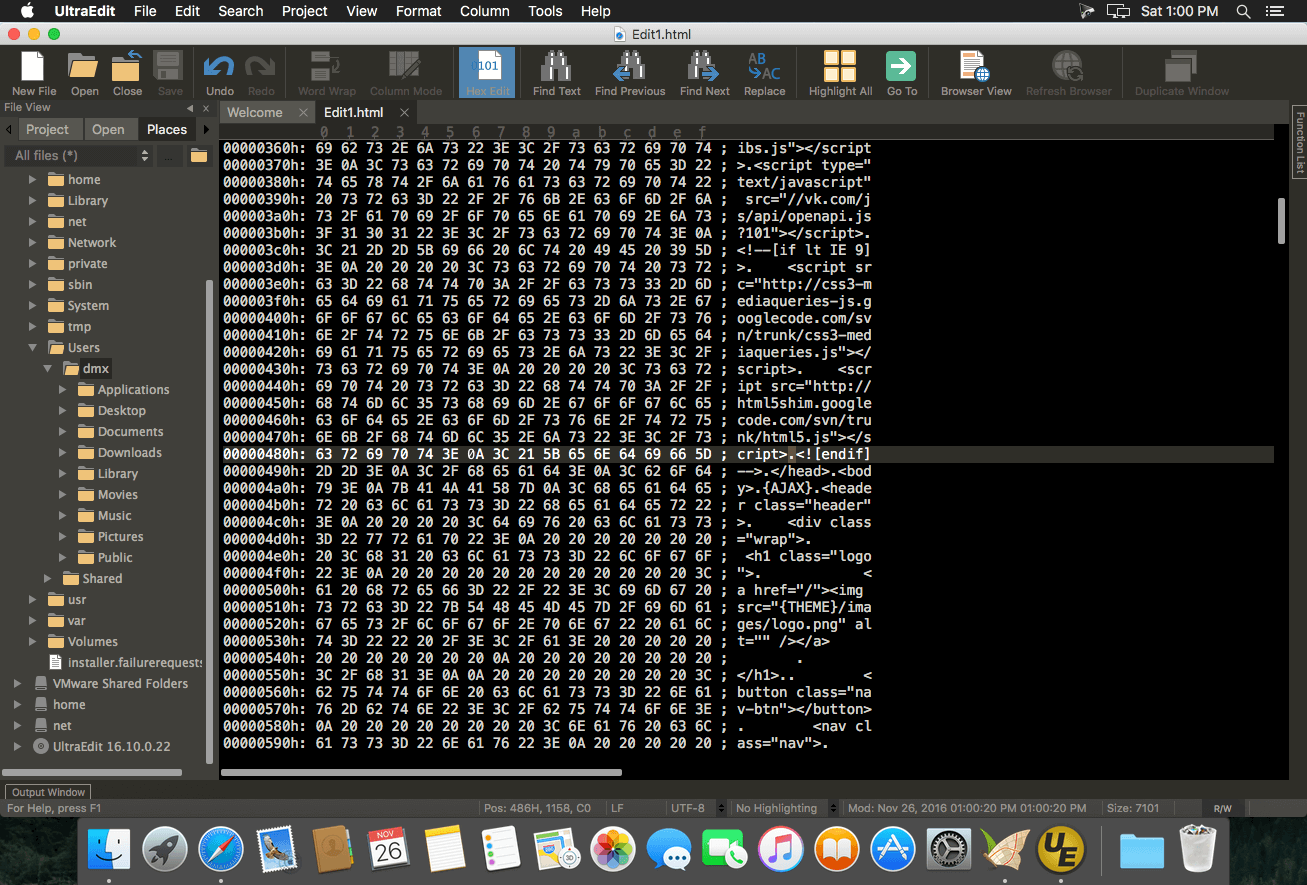 UltraEdit File Edit Search Project View Format Column Tools Help Sat 1:00 PM
Edit1.html
New File Open Close Save Undo Redo Word Wrap Column Mode Hex Edit Find Text Find Previous Find Next Replace Highlight All Go To Browser View Refresh Browser Duplicate Window
File View
Welcome Edit1.html
Project Open Places
Function List
0 1 2 3 4 5 6 7 8 9 a b c d e f
All files (*) ...
00000360h: 69 62 73 2E 6A 73 22 3E 3C 2F 73 63 72 69 70 74 ; ibs.js"></script
00000370h: 3E 0A 3C 73 63 72 69 70 74 20 74 79 70 65 3D 22 ; >.<script type="
00000380h: 74 65 78 74 2F 6A 61 76 61 73 63 72 69 70 74 22 ; text/javascript"
00000390h: 20 73 72 63 3D 22 2F 2F 76 6B 2E 63 6F 6D 2F 6A ;  src="//vk.com/j
000003a0h: 73 2F 61 70 69 2F 6F 70 65 6E 61 70 69 2E 6A 73 ; s/api/openapi.js
000003b0h: 3F 31 30 31 22 3E 3C 2F 73 63 72 69 70 74 3E 0A ; ?101"></script>.
000003c0h: 3C 21 2D 2D 5B 69 66 20 6C 74 20 49 45 20 39 5D ; <!--[if lt IE 9]
000003d0h: 3E 0A 20 20 20 20 3C 73 63 72 69 70 74 20 73 72 ; >.    <script sr
000003e0h: 63 3D 22 68 74 74 70 3A 2F 2F 63 73 73 33 2D 6D ; c="http://css3-m
000003f0h: 65 64 69 61 71 75 65 72 69 65 73 2D 6A 73 2E 67 ; ediaqueries-js.g
00000400h: 6F 6F 67 6C 65 63 6F 64 65 2E 63 6F 6D 2F 73 76 ; ooglecode.com/sv
00000410h: 6E 2F 74 72 75 6E 6B 2F 63 73 73 33 2D 6D 65 64 ; n/trunk/css3-med
00000420h: 69 61 71 75 65 72 69 65 73 2E 6A 73 22 3E 3C 2F ; iaqueries.js"></
00000430h: 73 63 72 69 70 74 3E 0A 20 20 20 20 3C 73 63 72 ; script>.    <scr
00000440h: 69 70 74 20 73 72 63 3D 22 68 74 74 70 3A 2F 2F ; ipt src="http://
00000450h: 68 74 6D 6C 35 73 68 69 6D 2E 67 6F 6F 67 6C 65 ; html5shim.google
00000460h: 63 6F 64 65 2E 63 6F 6D 2F 73 76 6E 2F 74 72 75 ; code.com/svn/tru
00000470h: 6E 6B 2F 68 74 6D 6C 35 2E 6A 73 22 3E 3C 2F 73 ; nk/html5.js"></s
00000480h: 63 72 69 70 74 3E 0A 3C 21 5B 65 6E 64 69 66 5D ; cript>.<![endif]
00000490h: 2D 2D 3E 0A 3C 2F 68 65 61 64 3E 0A 3C 62 6F 64 ; -->.</head>.<bod
000004a0h: 79 3E 0A 7B 41 4A 41 58 7D 0A 3C 68 65 61 64 65 ; y>.{AJAX}.<heade
000004b0h: 72 20 63 6C 61 73 73 3D 22 68 65 61 64 65 72 22 ; r class="header"
000004c0h: 3E 0A 20 20 20 20 3C 64 69 76 20 63 6C 61 73 73 ; >.    <div class
000004d0h: 3D 22 77 72 61 70 22 3E 0A 20 20 20 20 20 20 20 ; ="wrap">.
000004e0h: 20 3C 68 31 20 63 6C 61 73 73 3D 22 6C 6F 67 6F ;  <h1 class="logo
000004f0h: 22 3E 0A 20 20 20 20 20 20 20 20 20 20 20 20 3C ; ">.            <
00000500h: 61 20 68 72 65 66 3D 22 2F 22 3E 3C 69 6D 67 20 ; a href="/"><img
00000510h: 73 72 63 3D 22 7B 54 48 45 4D 45 7D 2F 69 6D 61 ; src="{THEME}/ima
00000520h: 67 65 73 2F 6C 6F 67 6F 2E 70 6E 67 22 20 61 6C ; ges/logo.png" al
00000530h: 74 3D 22 22 20 2F 3E 3C 2F 61 3E 20 20 20 20 20 ; t="" /></a>
00000540h: 20 20 20 20 20 20 20 0A 20 20 20 20 20 20 20 20 ;        .
00000550h: 3C 2F 68 31 3E 0A 0A 20 20 20 20 20 20 20 20 3C ; </h1>..        <
00000560h: 62 75 74 74 6F 6E 20 63 6C 61 73 73 3D 22 6E 61 ; button class="na
00000570h: 76 2D 62 74 6E 22 3E 3C 2F 62 75 74 74 6F 6E 3E ; v-btn"></button>
00000580h: 0A 20 20 20 20 20 20 20 20 3C 6E 61 76 20 63 6C ; .        <nav cl
00000590h: 61 73 73 3D 22 6E 61 76 22 3E 0A 20 20 20 20 20 ; ass="nav">.
home
Library
net
Network
private
sbin
System
tmp
Users
dmx
Applications
Desktop
Documents
Downloads
Library
Movies
Music
Pictures
Public
Shared
usr
var
Volumes
installer.failurerequests
VMware Shared Folders
home
net
UltraEdit 16.10.0.22
Output Window
For Help, press F1 Pos: 486H, 1158, C0 LF UTF-8 No Highlighting Mod: Nov 26, 2016 01:00:20 PM 01:00:20 PM Size: 7101 R/W
NOV
26
3D
UE